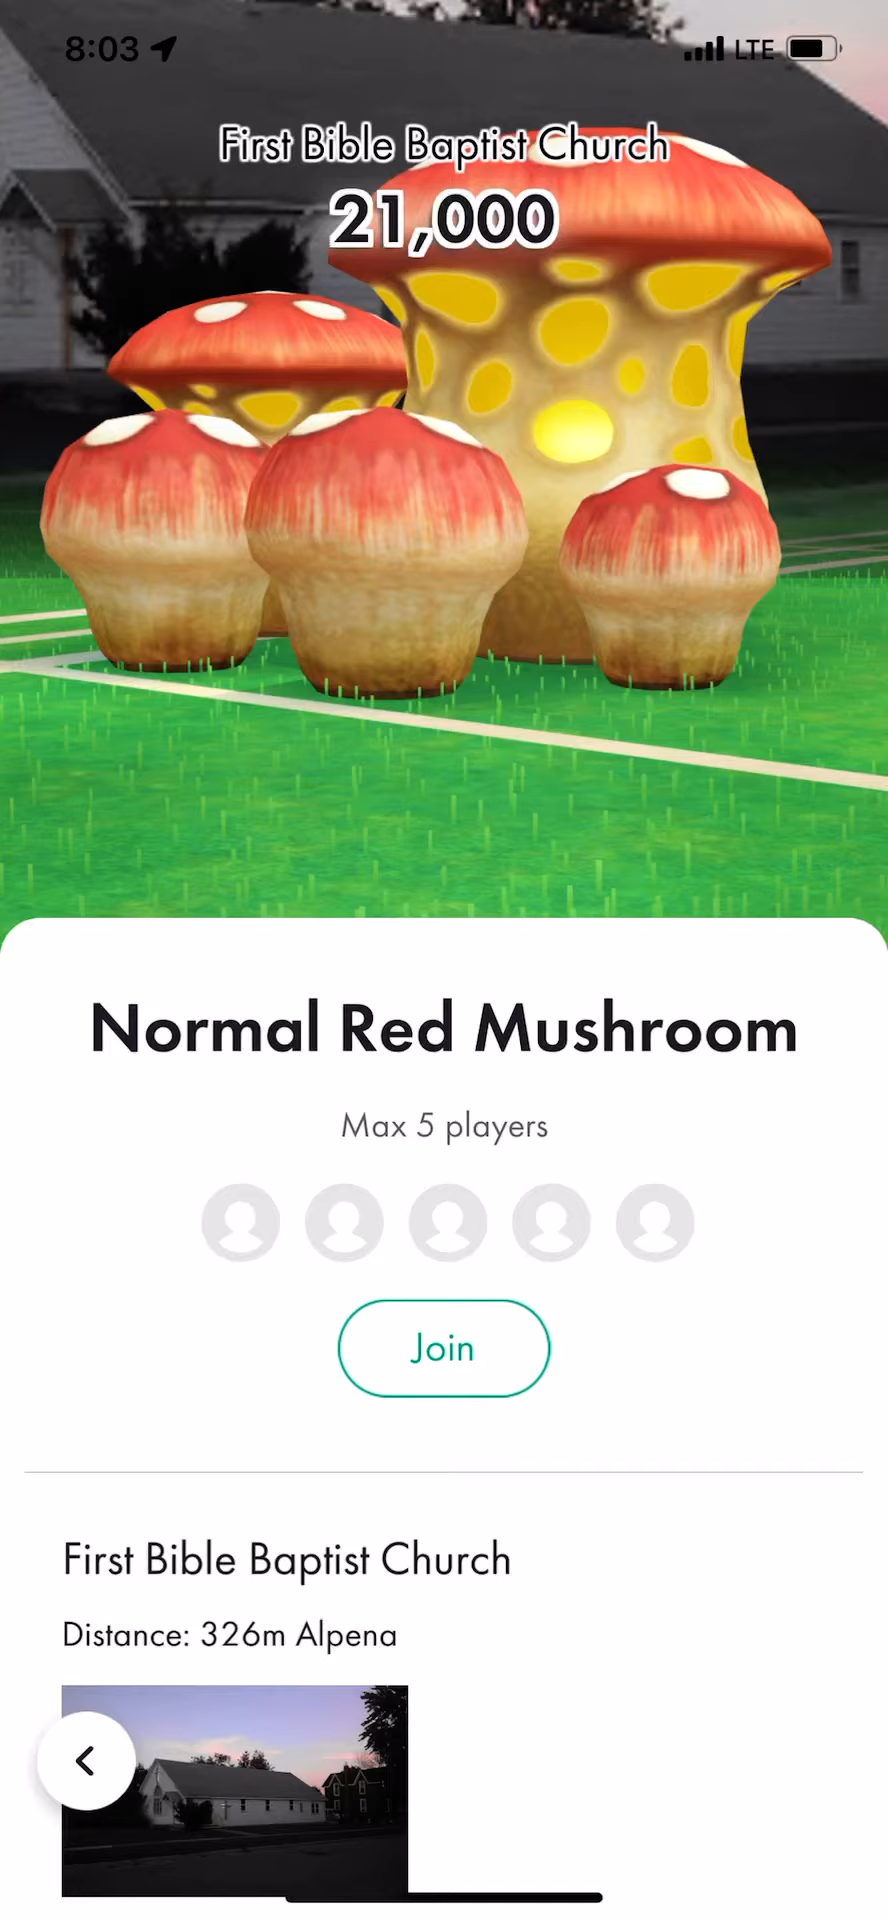 8:03
LTE
First Bible Baptist Church
21,000
Normal Red Mushroom
Max 5 players
Join
First Bible Baptist Church
Distance: 326m Alpena